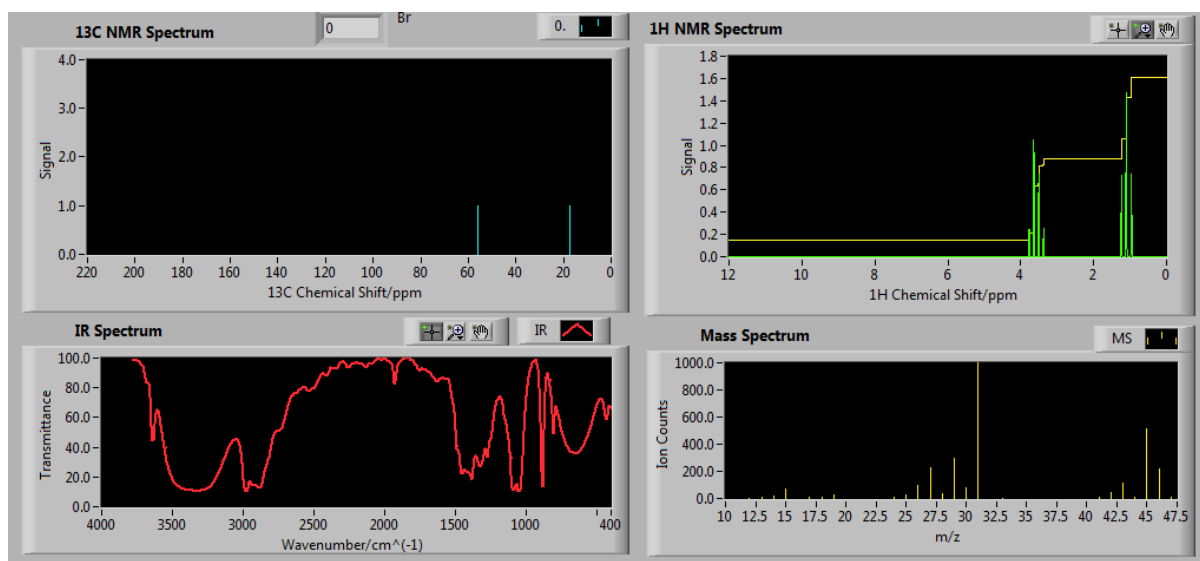 13C NMR Spectrum
0
Br
0.
Signal
4.0
3.0
2.0
1.0
0.0
220 200 180 160 140 120 100 80 60 40 20 0
13C Chemical Shift/ppm
1H NMR Spectrum
Signal
1.8
1.6
1.4
1.2
1.0
0.8
0.6
0.4
0.2
0.0
12 10 8 6 4 2 0
1H Chemical Shift/ppm
IR Spectrum
IR
Transmittance
100.0
80.0
60.0
40.0
20.0
0.0
4000 3500 3000 2500 2000 1500 1000 400
Wavenumber/cm^(-1)
Mass Spectrum
MS
Ion Counts
1000.0
800.0
600.0
400.0
200.0
0.0
10 12.5 15 17.5 20 22.5 25 27.5 30 32.5 35 37.5 40 42.5 45 47.5
m/z